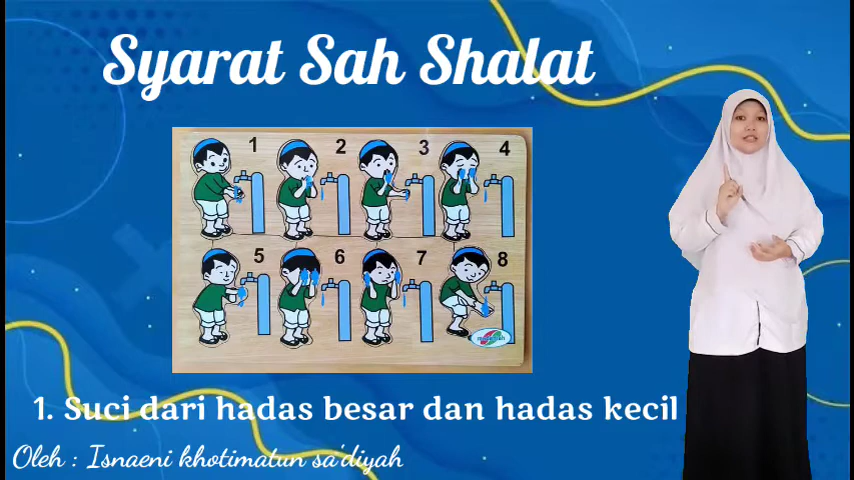 Syarat Sah Shalat
1 2 3 4
5 6 7 8
1. Suci dari hadas besar dan hadas kecil
Oleh : Isnaeni khotimatun sa'diyah